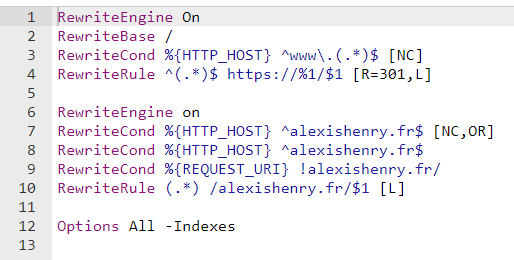 1 RewriteEngine On
2 RewriteBase /
3 RewriteCond %{HTTP_HOST} ^www\.(.*)$ [NC]
4 RewriteRule ^(.*)$ https://%1/$1 [R=301,L]
5
6 RewriteEngine on
7 RewriteCond %{HTTP_HOST} ^alexishenry.fr$ [NC,OR]
8 RewriteCond %{HTTP_HOST} ^alexishenry.fr$
9 RewriteCond %{REQUEST_URI} !alexishenry.fr/
10 RewriteRule (.*) /alexishenry.fr/$1 [L]
11
12 Options All -Indexes
13